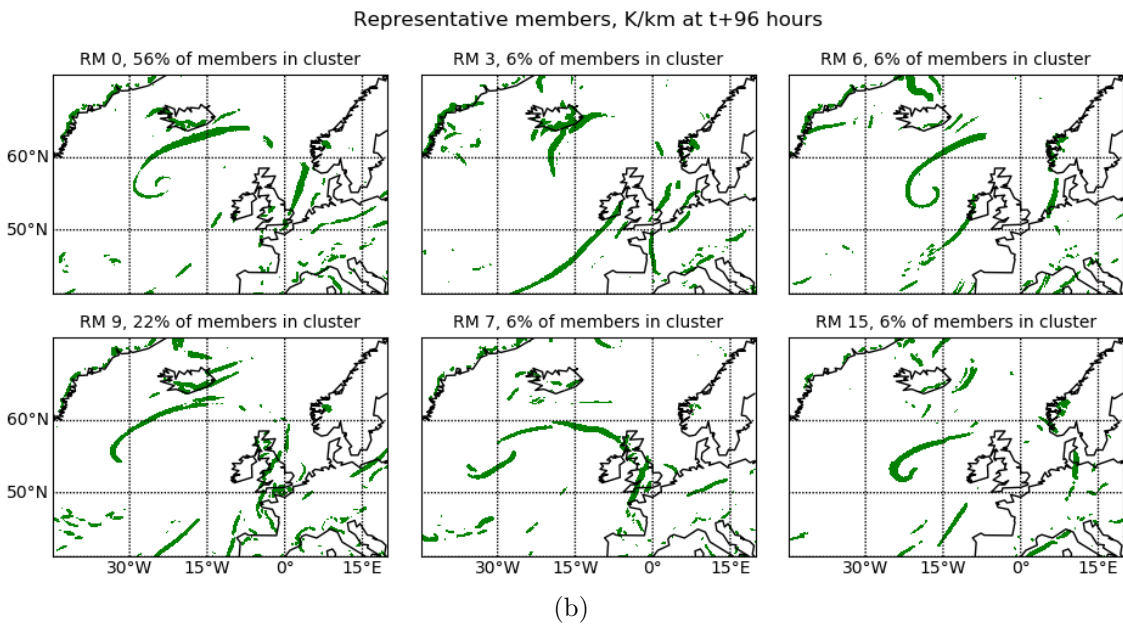 Representative members, K/km at t+96 hours
RM 0, 56% of members in cluster
RM 3, 6% of members in cluster
RM 6, 6% of members in cluster
60°N
50°N
RM 9, 22% of members in cluster
RM 7, 6% of members in cluster
RM 15, 6% of members in cluster
60°N
50°N
30°W 15°W 0° 15°E 30°W 15°W 0° 15°E 30°W 15°W 0° 15°E
(b)